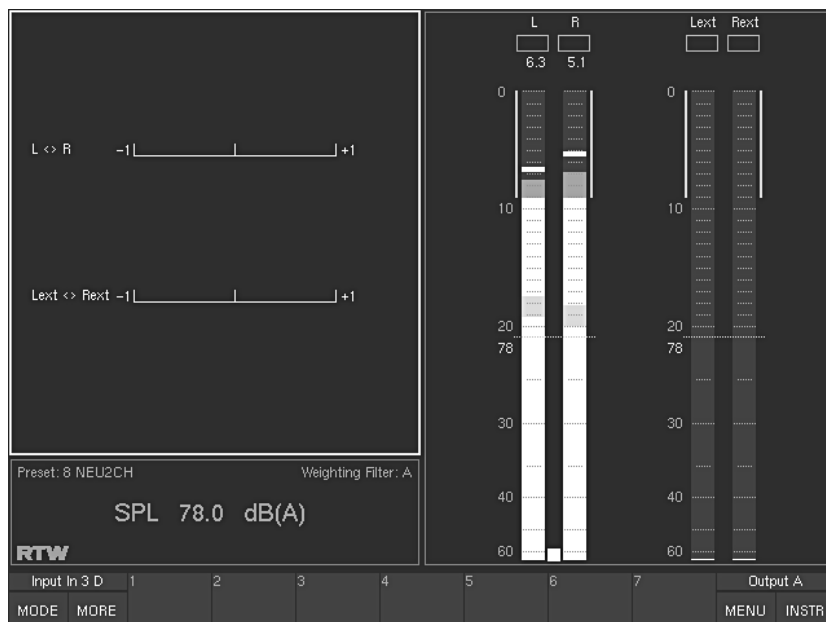 L R Lext Rext
6.3 5.1
0 0
L <> R -1 +1
10 10
Lext <> Rext -1 +1
20 20
78 78
30 30
40 40
60 60
Preset: 8 NEU2CH Weighting Filter: A
SPL 78.0 dB(A)
RTW
Input In 3 D 1 2 3 4 5 6 7 Output A
MODE MORE MENU INSTR